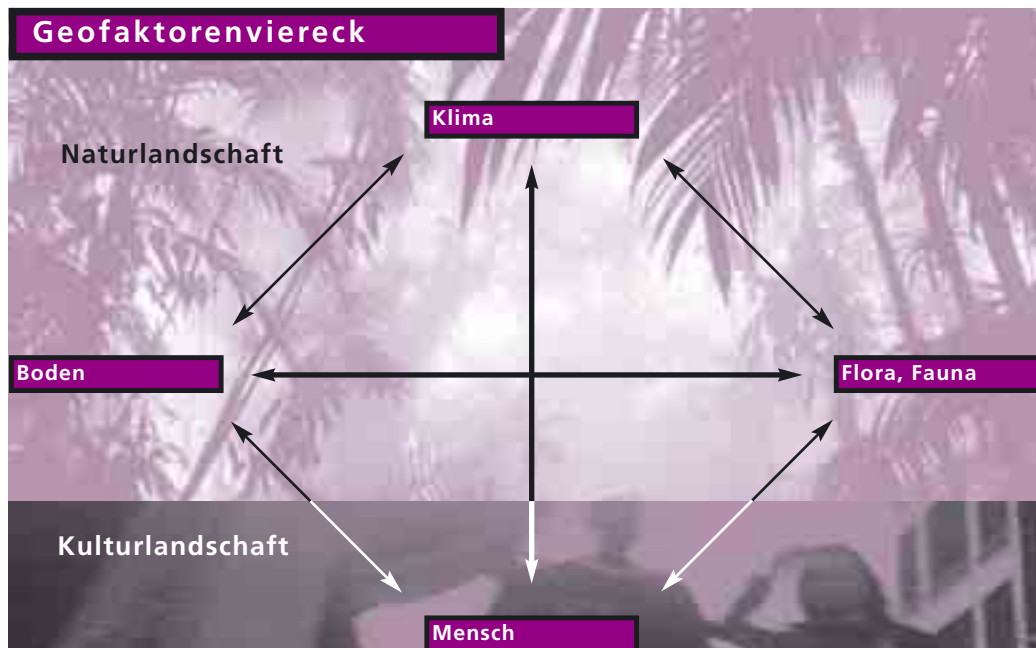 Geofaktorenviereck
Klima
Naturlandschaft
Boden
Flora, Fauna
Kulturlandschaft
Mensch